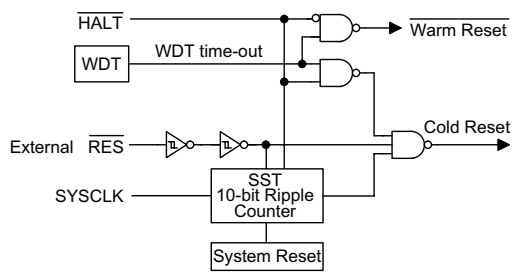 HALT
Warm Reset
WDT time-out
WDT
Cold Reset
External RES
SST
10-bit Ripple
Counter
SYSCLK
System Reset